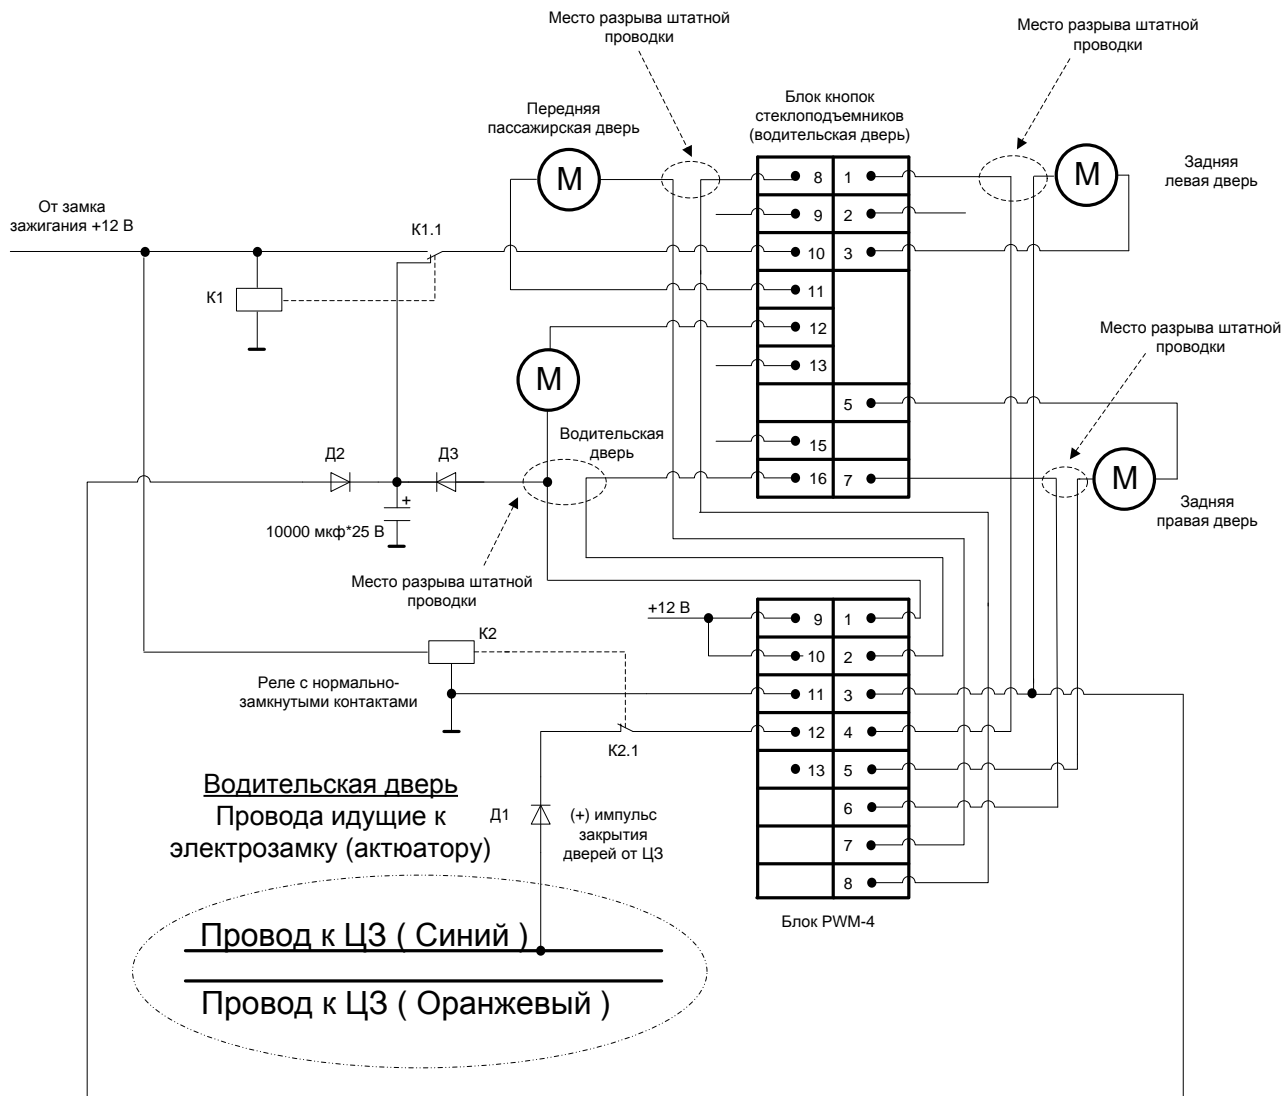 Место разрыва штатной
проводки
Место разрыва штатной
проводки
Передняя
пассажирская дверь
Блок кнопок
стеклоподъемников
(водительская дверь)
М
М
Задняя
левая дверь
От замка
зажигания +12 В
К1.1
К1
8 1
9 2
10 3
11
12
13
5
15
16 7
М
Место разрыва штатной
проводки
Водительская
дверь
Д2
Д3
+
10000 мкф*25 В
М
Задняя
правая дверь
Место разрыва штатной
проводки
+12 В
К2
Реле с нормально-
замкнутыми контактами
К2.1
9 1
10 2
11 3
12 4
13 5
6
7
8
Блок PWM-4
Водительская дверь
Провода идущие к
электрозамку (актюатору)
Д1
(+) импульс
закрытия
дверей от ЦЗ
Провод к ЦЗ ( Синий )
Провод к ЦЗ ( Оранжевый )